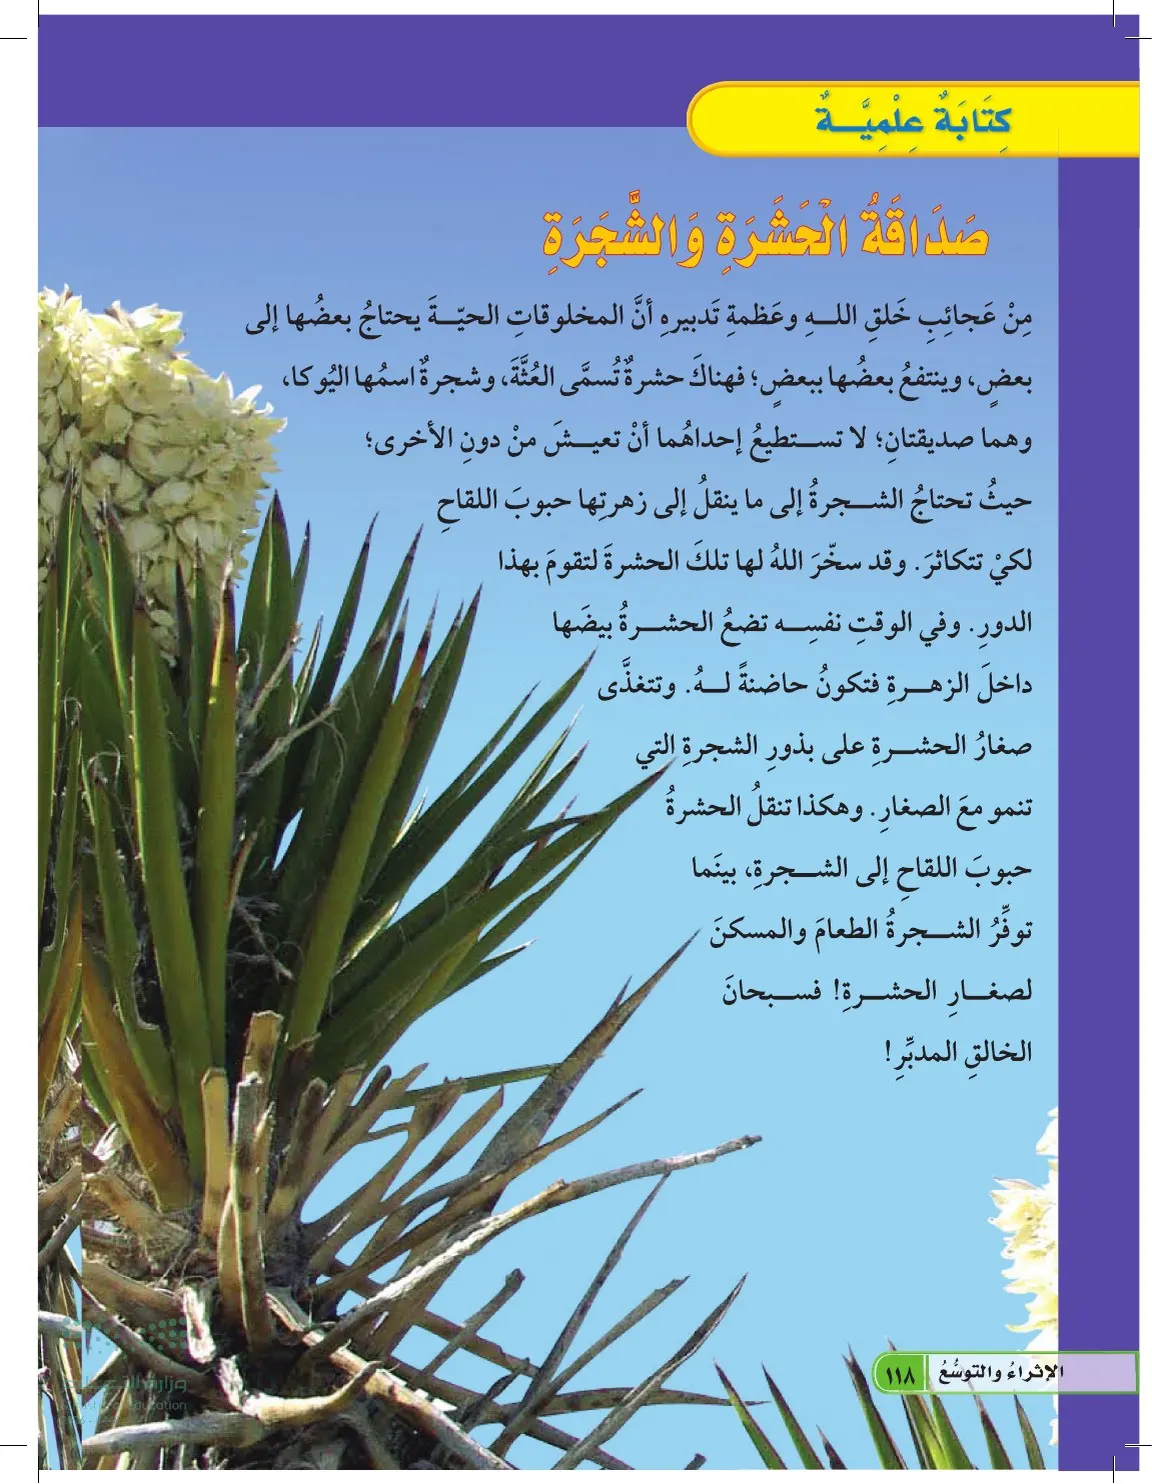 كِتَابَةٌ عِلْمِيَّةٌ
صَدَاقَةُ الْحَشَرَةِ وَالشَّجَرَةِ
مِنْ عَجائِبِ خَلقِ اللهِ وعَظمةِ تَدبيرهِ أنَّ المخلوقاتِ الحيّةَ يحتاجُ بعضُها إلى
بعضٍ، وينتفعُ بعضُها ببعضٍ؛ فهناكَ حشرةٌ تُسمَّى العُثَّةَ، وشجرةٌ اسمُها اليُوكا،
وهما صديقتانِ؛ لا تستطيعُ إحداهُما أنْ تعيشَ منْ دونِ الأخرى؛
حيثُ تحتاجُ الشجرةُ إلى ما ينقلُ إلى زهرتِها حبوبَ اللقاحِ
لكيْ تتكاثرَ. وقد سخّرَ اللهُ لها تلكَ الحشرةَ لتقومَ بهذا
الدورِ. وفي الوقتِ نفسِه تضعُ الحشرةُ بيضَها
داخلَ الزهرةِ فتكونُ حاضنةً لهُ. وتتغذَّى
صغارُ الحشرةِ على بذورِ الشجرةِ التي
تنمو معَ الصغارِ. وهكذا تنقلُ الحشرةُ
حبوبَ اللقاحِ إلى الشجرةِ، بينَما
توفِّرُ الشجرةُ الطعامَ والمسكنَ
لصغارِ الحشرةِ! فسبحانَ
الخالقِ المدبِّرِ!
الإثراءُ والتوسُّعُ ١١٨
وزارة التعليم